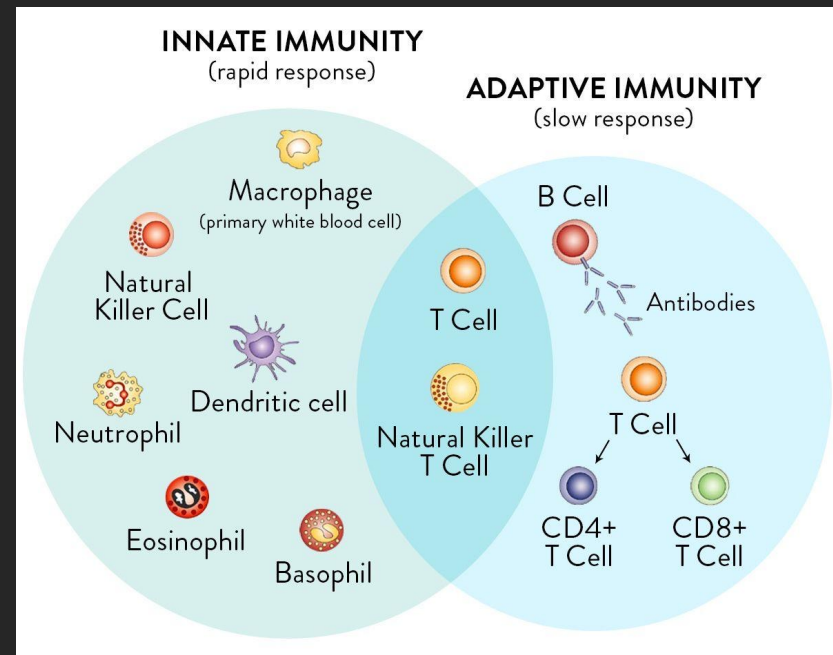 INNATE IMMUNITY
(rapid response)
ADAPTIVE IMMUNITY
(slow response)
Macrophage
(primary white blood cell)
Natural
Killer Cell
Dendritic cell
Neutrophil
Eosinophil
Basophil
T Cell
Natural Killer
T Cell
B Cell
Antibodies
T Cell
CD4+
T Cell
CD8+
T Cell